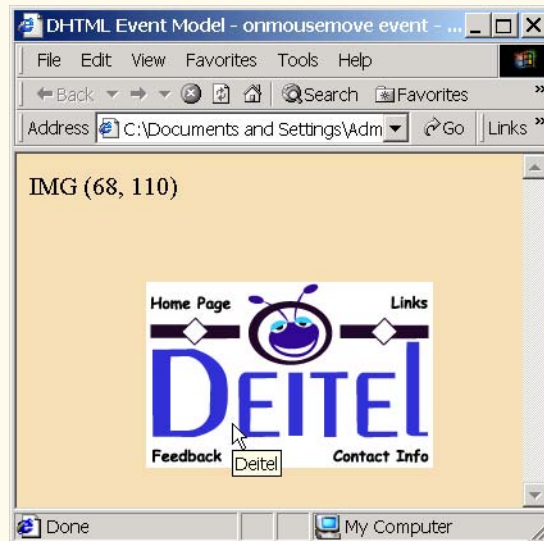 DHTML Event Model - onmousemove event - ...
File Edit View Favorites Tools Help
Back Search Favorites »
Address C:\Documents and Settings\Adm Go Links »
IMG (68, 110)
Home Page Links
DEITEL
Feedback Contact Info
Deitel
Done My Computer